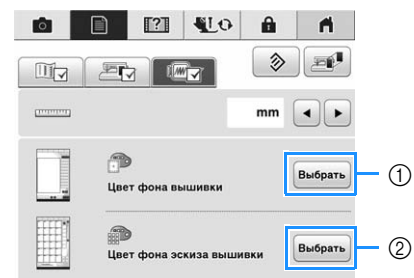 mm
Выбрать
①
Цвет фона вышивки
Выбрать
②
Цвет фона эскиза вышивки